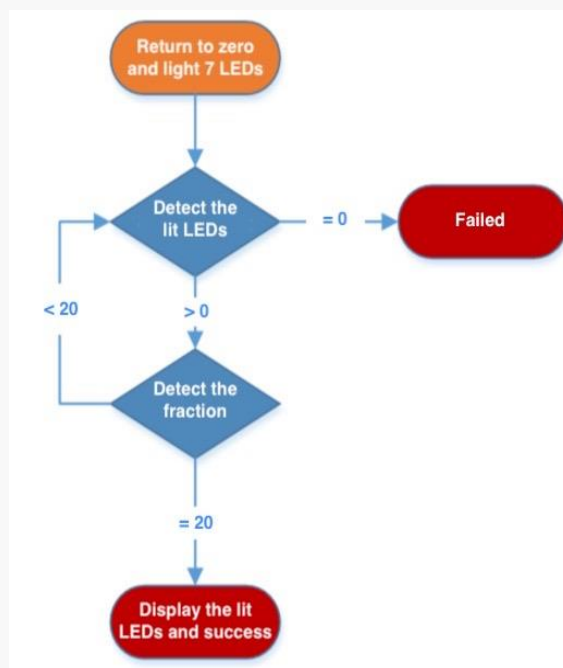 Return to zero
and light 7 LEDs
Detect the
lit LEDs
= 0
Failed
< 20
> 0
Detect the
fraction
= 20
Display the lit
LEDs and success